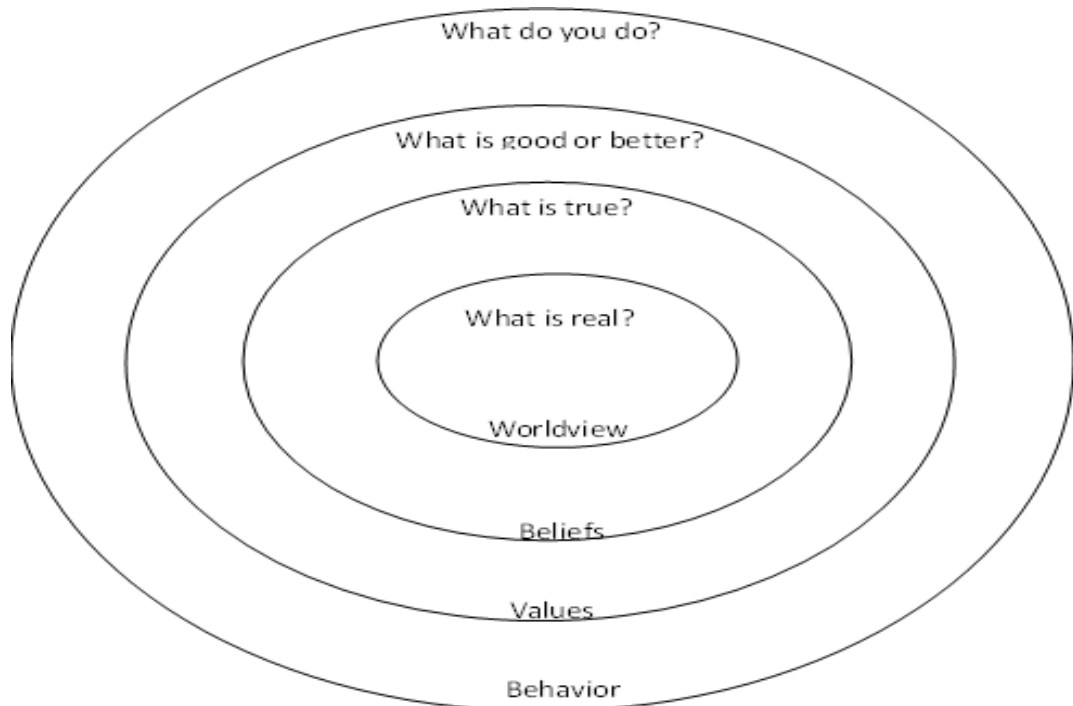 What do you do?
What is good or better?
What is true?
What is real?
Worldview
Beliefs
Values
Behavior